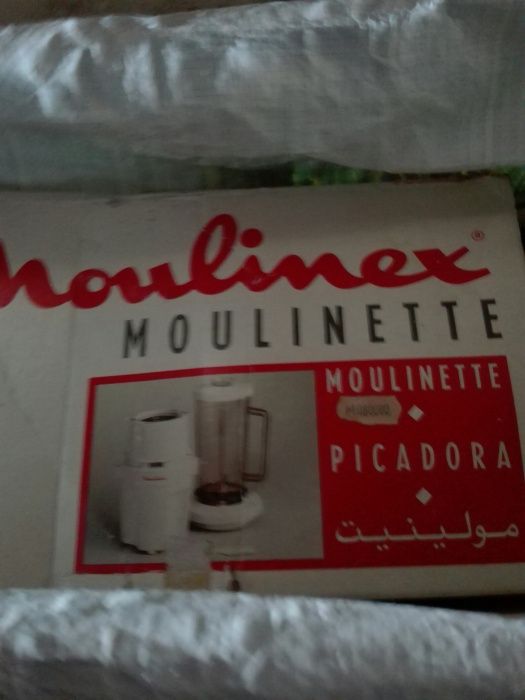 Moulinex®
MOULINETTE
MOULINETTE
PICADORA
مولينيت